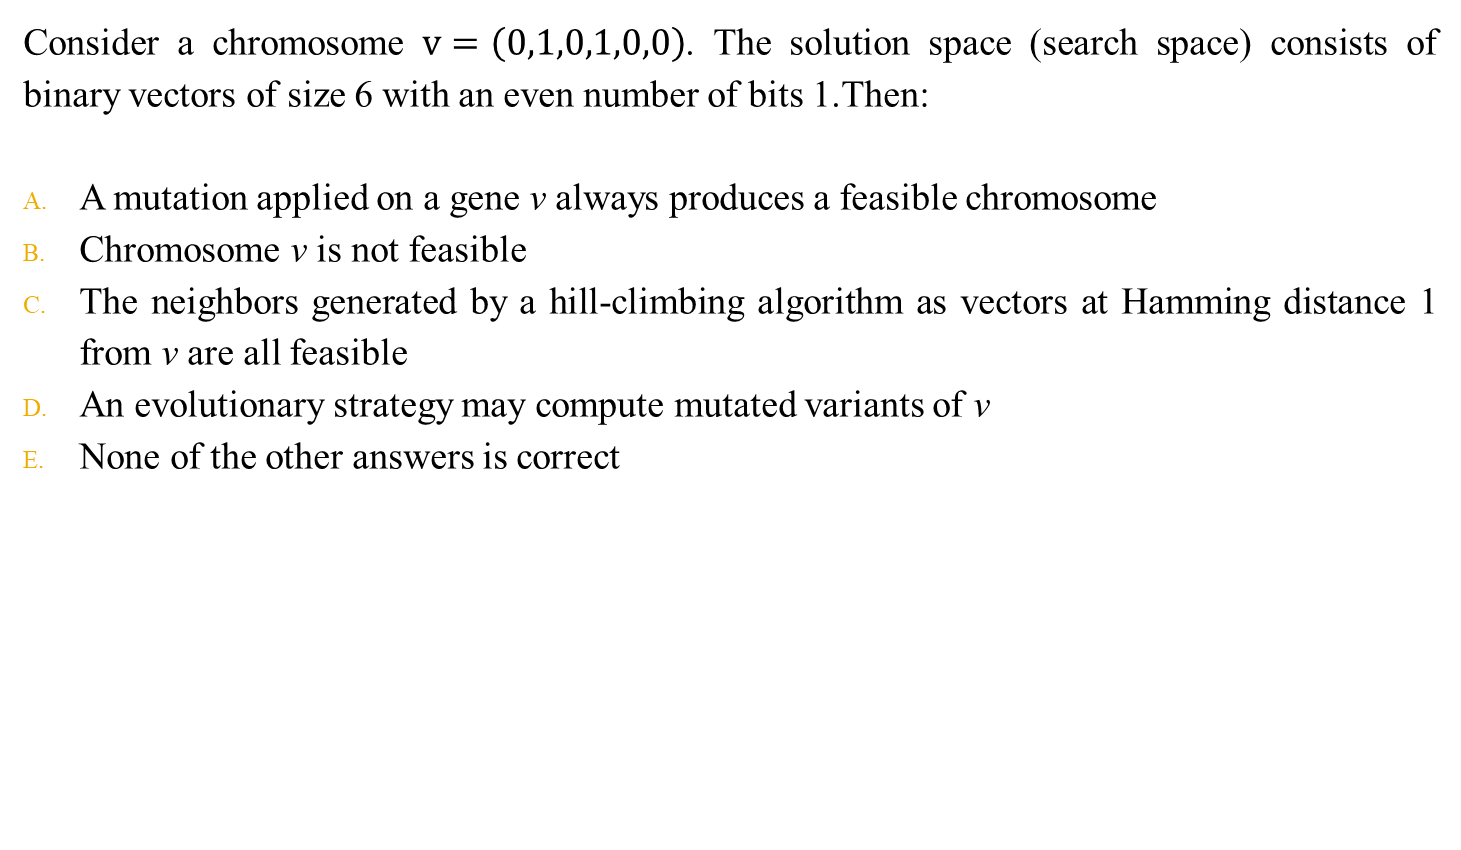 Consider a chromosome v = (0,1,0,1,0,0). The solution space (search space) consists of
binary vectors of size 6 with an even number of bits 1.Then:
A. A mutation applied on a gene v always produces a feasible chromosome
B. Chromosome v is not feasible
C. The neighbors generated by a hill-climbing algorithm as vectors at Hamming distance 1
from v are all feasible
D. An evolutionary strategy may compute mutated variants of v
E. None of the other answers is correct